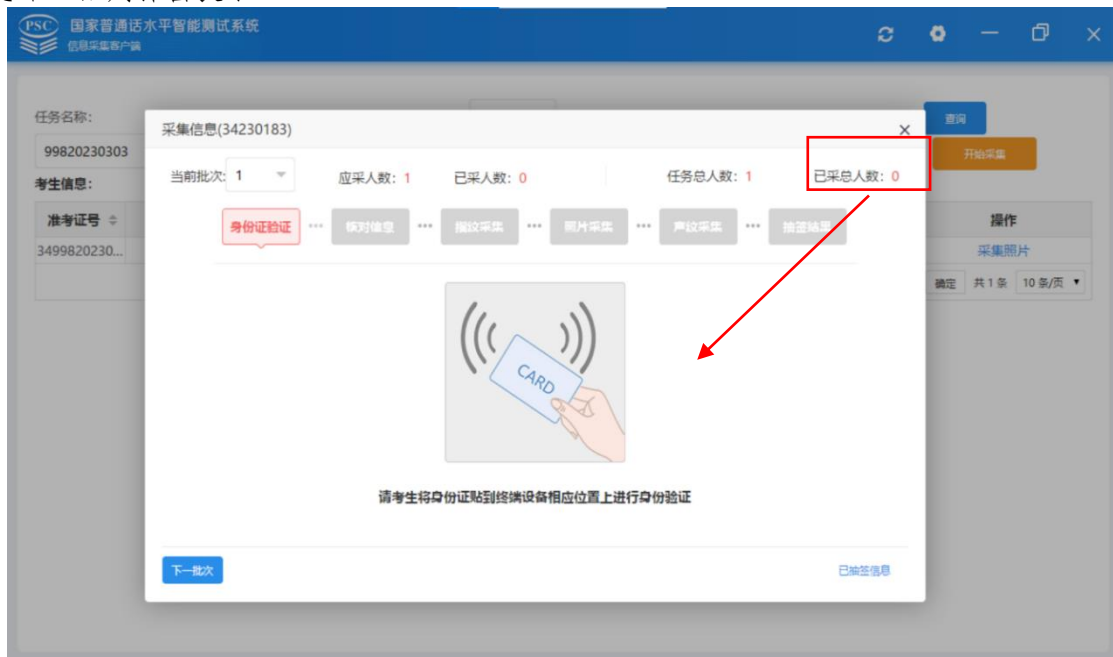 PSC 国家普通话水平智能测试系统
信息采集客户端
任务名称:
查询
99820230303
开始采集
考生信息:
准考证号
操作
3499820230...
采集照片
确定 共 1 条 10 条/页
采集信息(34230183)
当前批次: 1 应采人数: 1 已采人数: 0 任务总人数: 1 已采总人数: 0
身份证验证 ··· 核对信息 ··· 指纹采集 ··· 照片采集 ··· 声纹采集 ··· 抽签结果
CARD
请考生将身份证贴到终端设备相应位置上进行身份验证
下一批次 已抽签信息